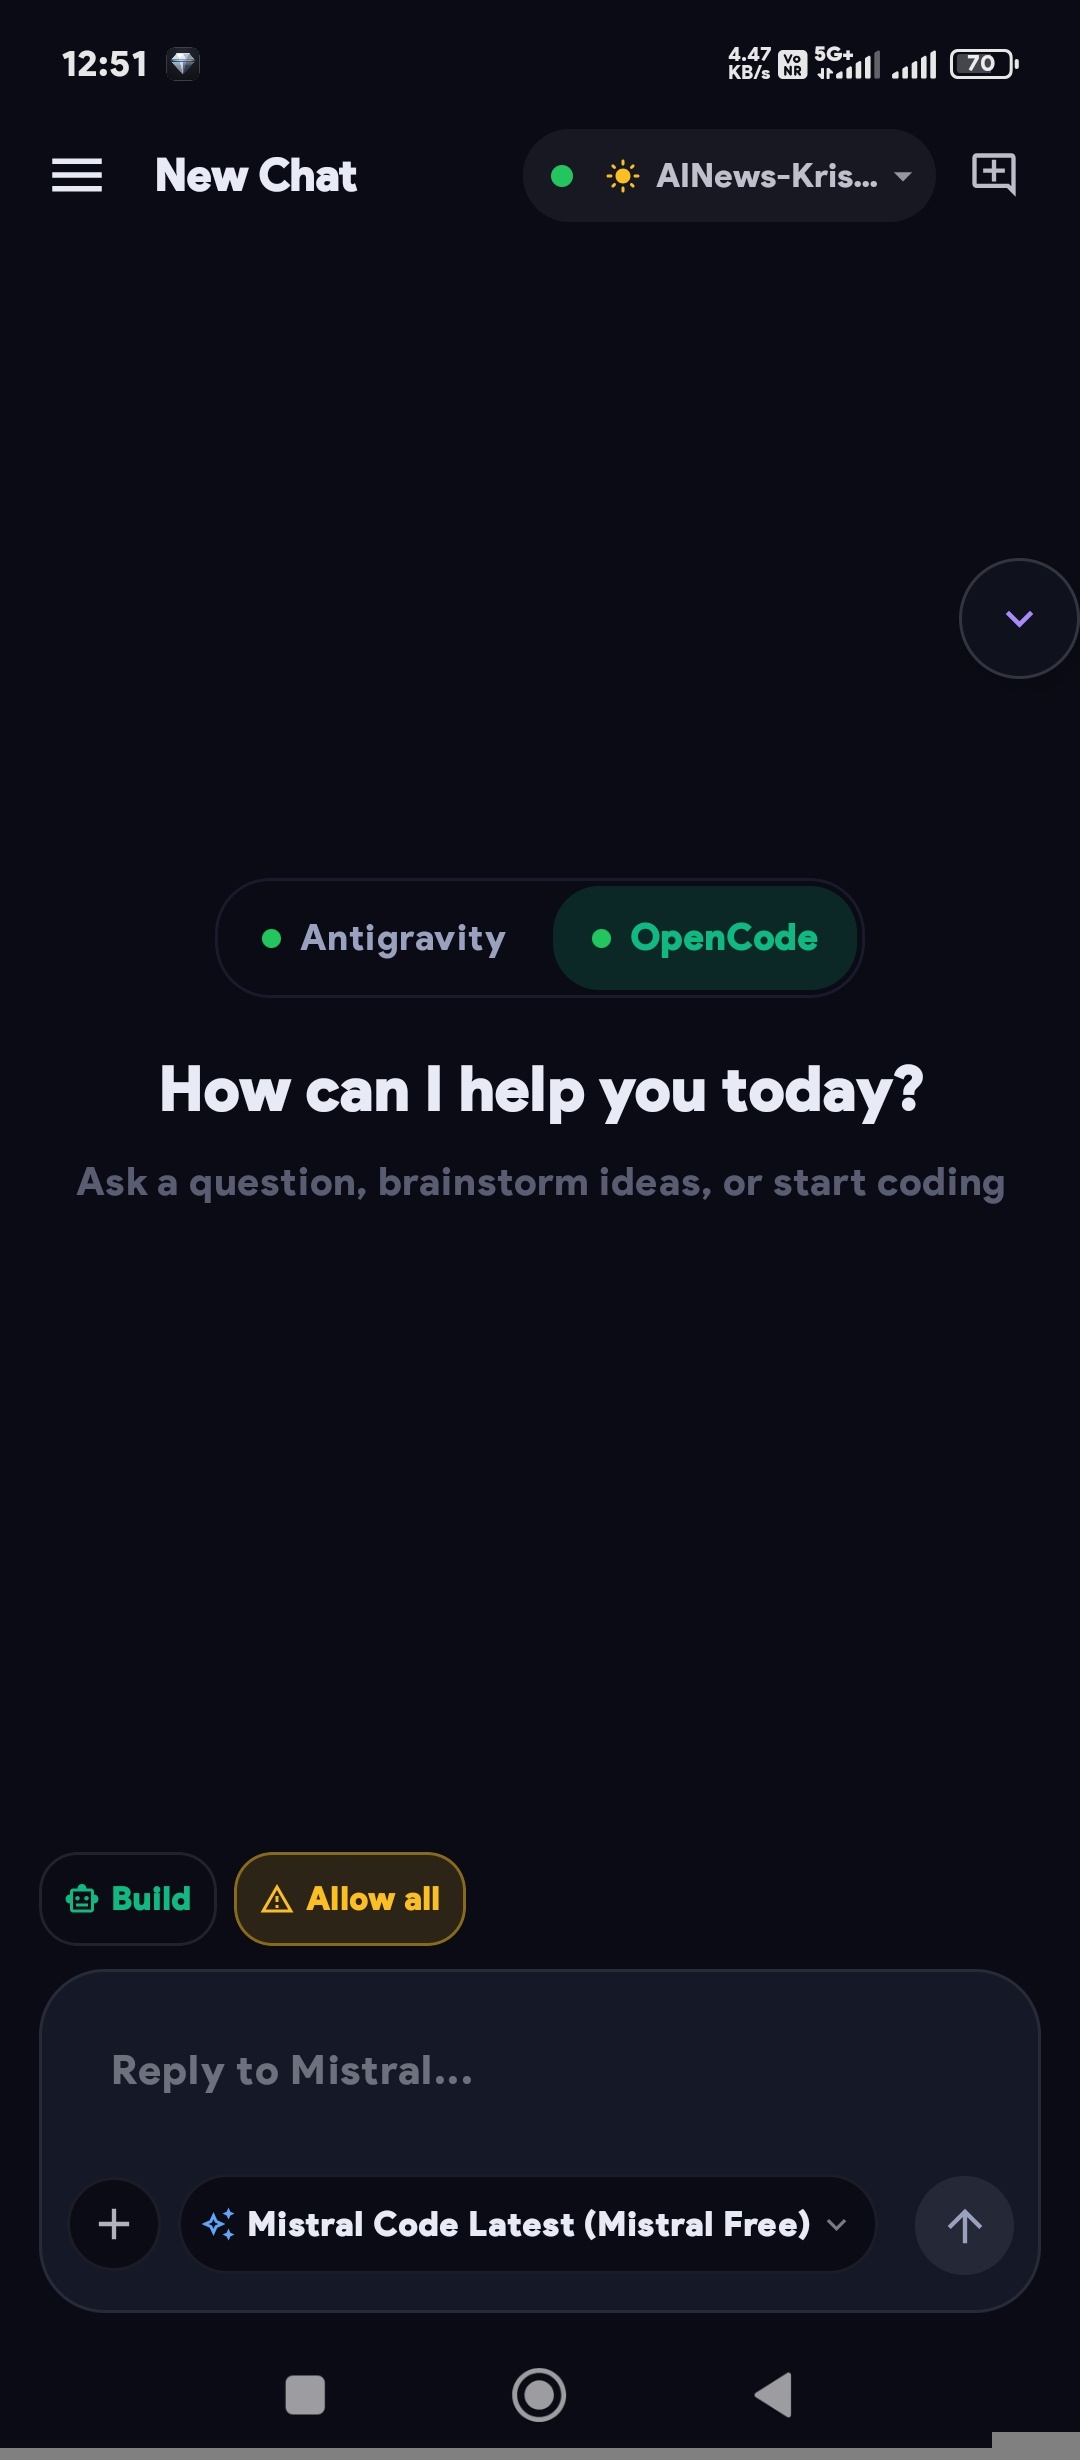 12:51
4.47 KB/s Vo NR 5G+ 70
New Chat
AINews-Kris...
Antigravity
OpenCode
How can I help you today?
Ask a question, brainstorm ideas, or start coding
Build
Allow all
Reply to Mistral...
Mistral Code Latest (Mistral Free)